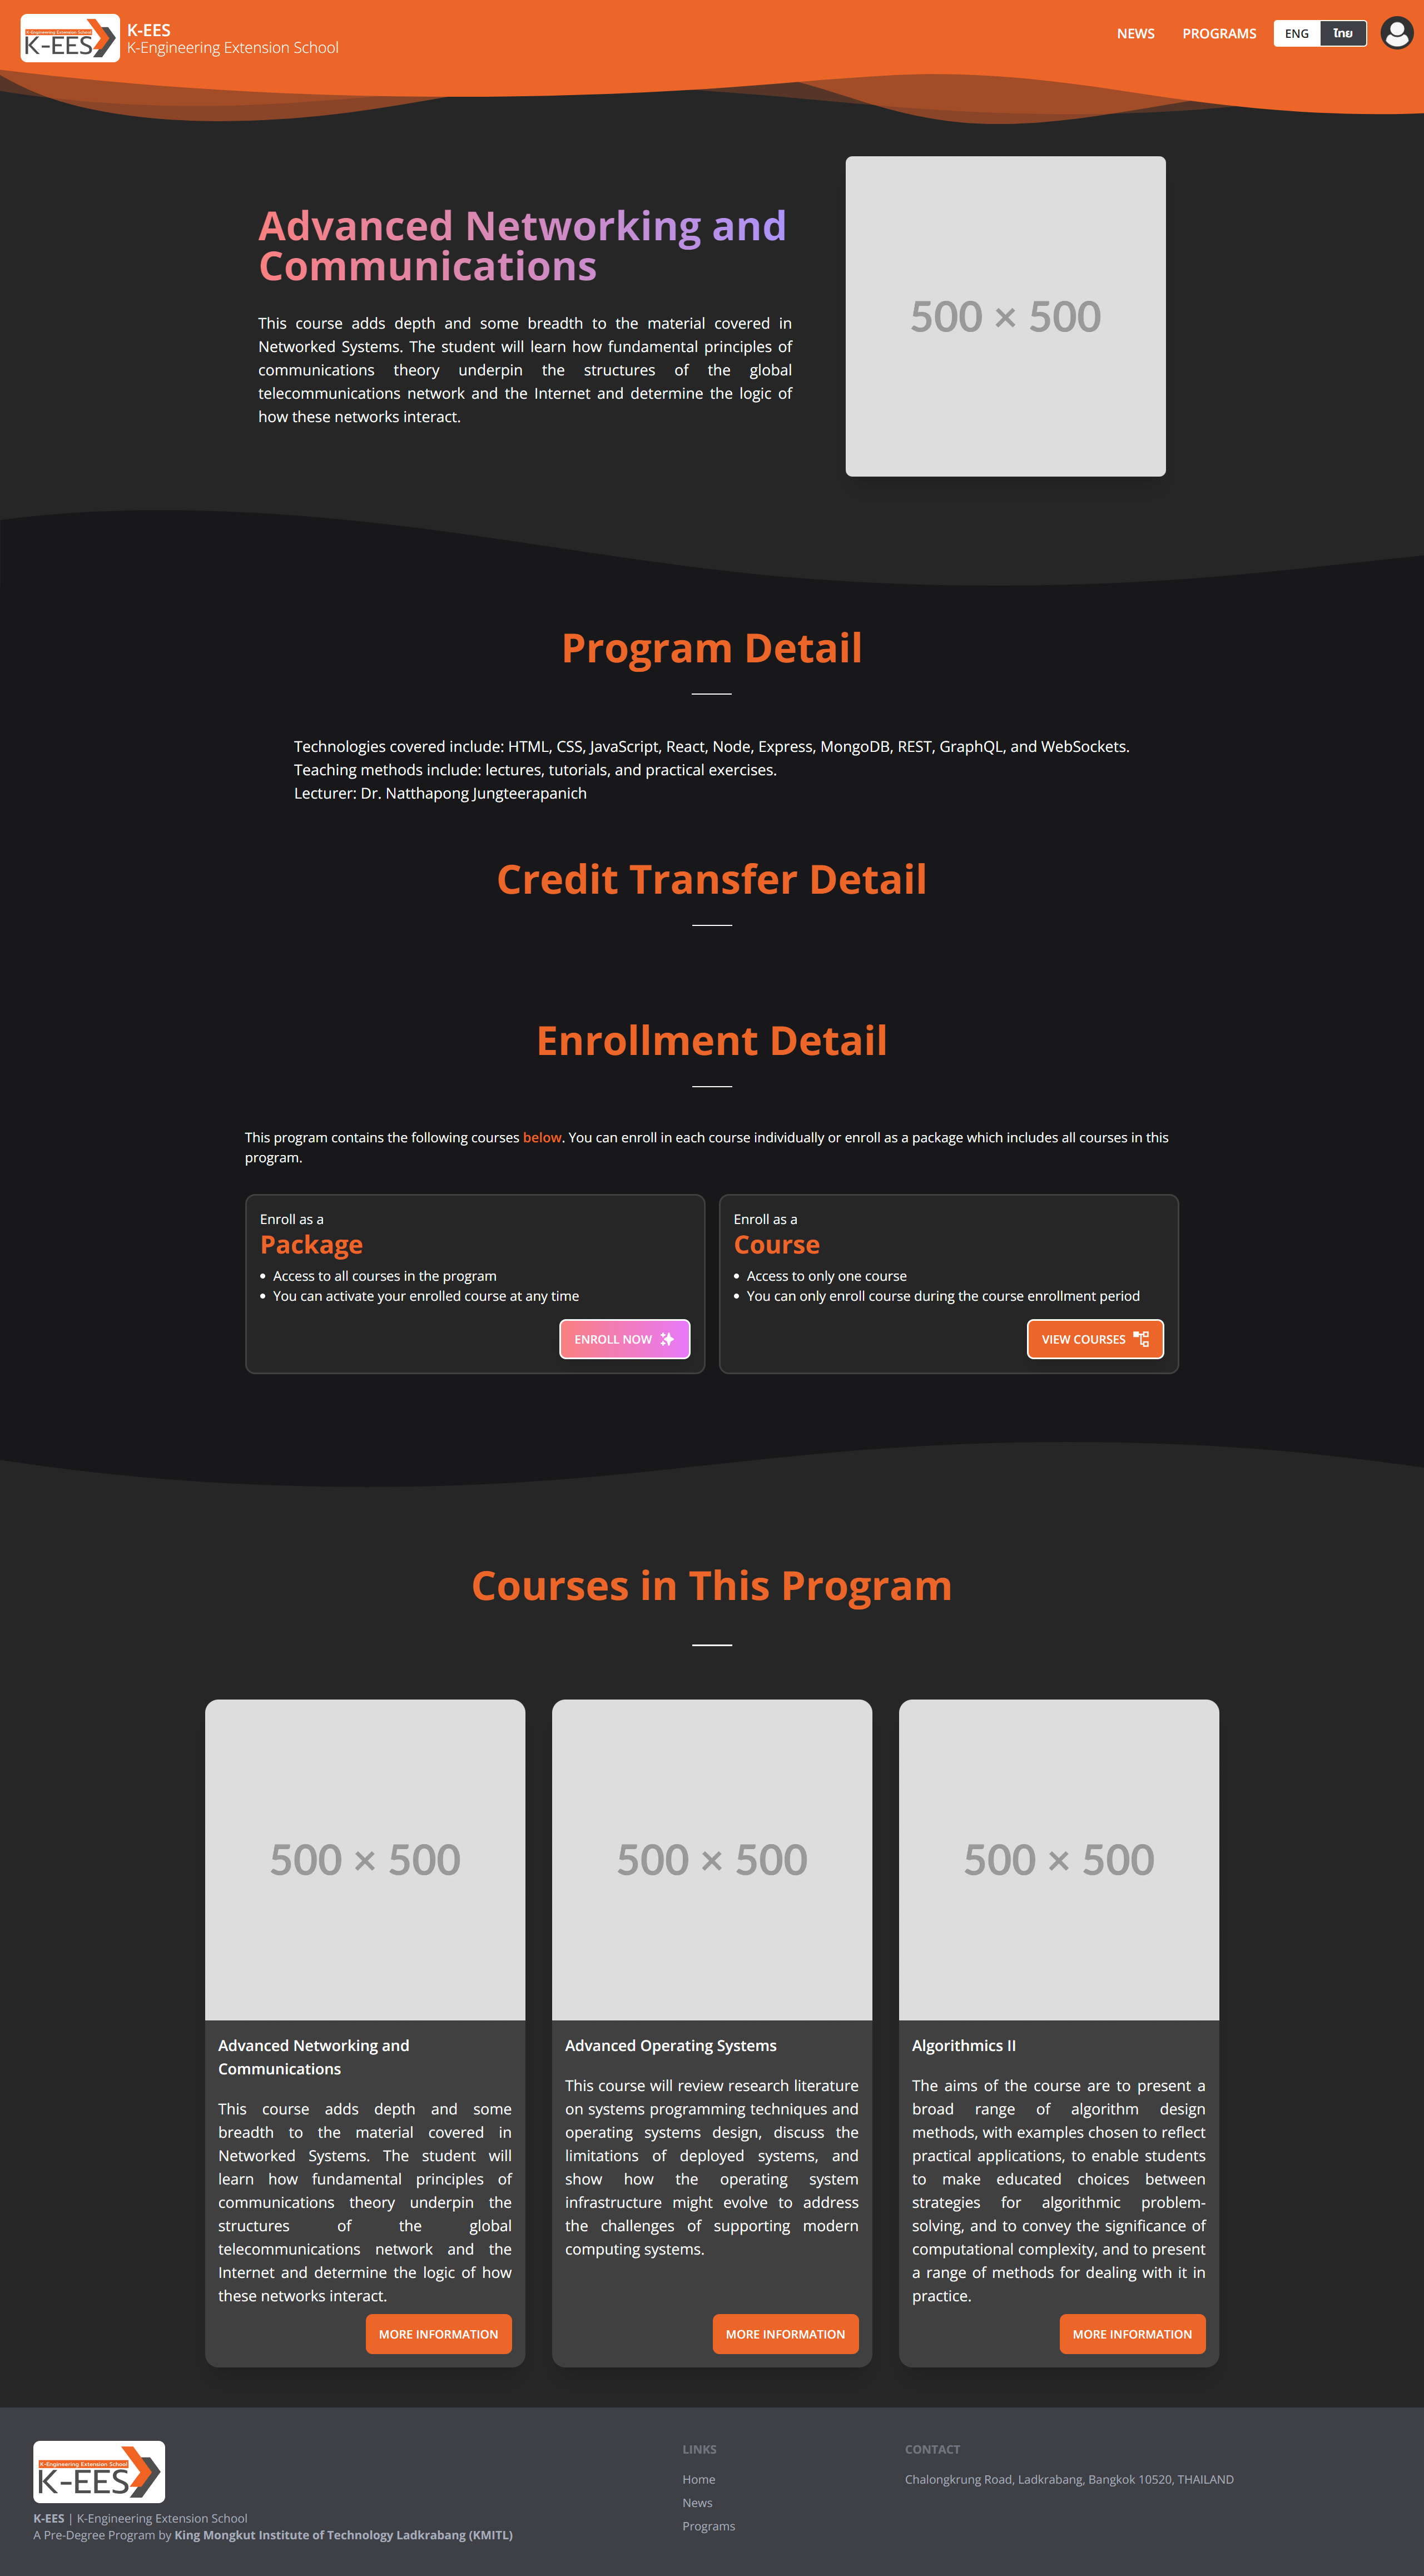 K-Engineering Extension School
K-EES
K-EES
K-Engineering Extension School
NEWS
PROGRAMS
ENG
ไทย
Advanced Networking and
Communications
This course adds depth and some breadth to the material covered in
Networked Systems. The student will learn how fundamental principles of
communications theory underpin the structures of the global
telecommunications network and the Internet and determine the logic of
how these networks interact.
500 × 500
Program Detail
Technologies covered include: HTML, CSS, JavaScript, React, Node, Express, MongoDB, REST, GraphQL, and WebSockets.
Teaching methods include: lectures, tutorials, and practical exercises.
Lecturer: Dr. Natthapong Jungteerapanich
Credit Transfer Detail
Enrollment Detail
This program contains the following courses below. You can enroll in each course individually or enroll as a package which includes all courses in this
program.
Enroll as a
Package
• Access to all courses in the program
• You can activate your enrolled course at any time
ENROLL NOW
Enroll as a
Course
• Access to only one course
• You can only enroll course during the course enrollment period
VIEW COURSES
Courses in This Program
500 × 500
Advanced Networking and
Communications
This course adds depth and some
breadth to the material covered in
Networked Systems. The student will
learn how fundamental principles of
communications theory underpin the
structures of the global
telecommunications network and the
Internet and determine the logic of how
these networks interact.
MORE INFORMATION
500 × 500
Advanced Operating Systems
This course will review research literature
on systems programming techniques and
operating systems design, discuss the
limitations of deployed systems, and
show how the operating system
infrastructure might evolve to address
the challenges of supporting modern
computing systems.
MORE INFORMATION
500 × 500
Algorithmics II
The aims of the course are to present a
broad range of algorithm design
methods, with examples chosen to reflect
practical applications, to enable students
to make educated choices between
strategies for algorithmic problem-
solving, and to convey the significance of
computational complexity, and to present
a range of methods for dealing with it in
practice.
MORE INFORMATION
K-Engineering Extension School
K-EES
K-EES | K-Engineering Extension School
A Pre-Degree Program by King Mongkut Institute of Technology Ladkrabang (KMITL)
LINKS
Home
News
Programs
CONTACT
Chalongkrung Road, Ladkrabang, Bangkok 10520, THAILAND